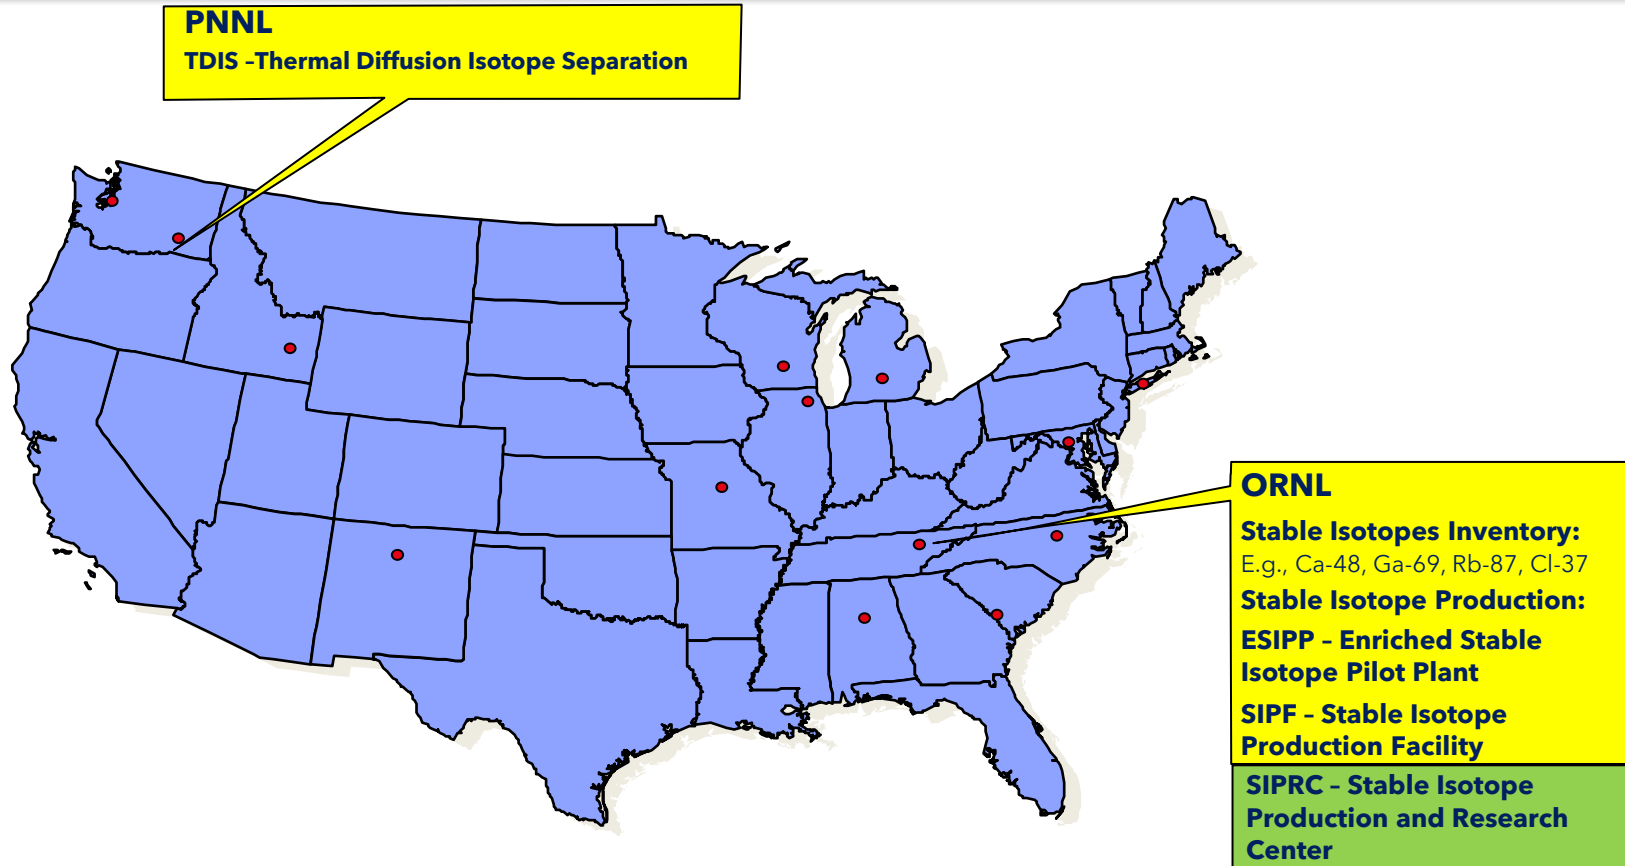 PNNL
TDIS –Thermal Diffusion Isotope Separation
ORNL
Stable Isotopes Inventory:
E.g., Ca-48, Ga-69, Rb-87, Cl-37
Stable Isotope Production:
ESIPP – Enriched Stable
Isotope Pilot Plant
SIPF – Stable Isotope
Production Facility
SIPRC – Stable Isotope
Production and Research
Center